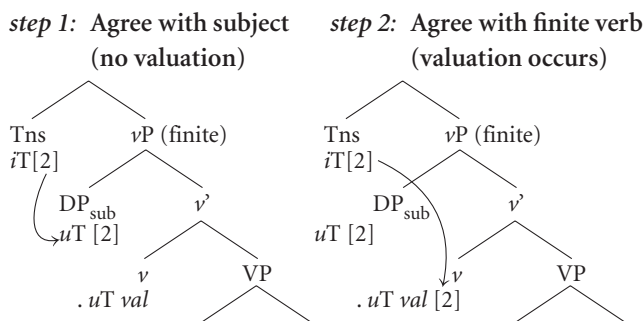 step 1: Agree with subject
(no valuation)
Tns
iT[2]
vP (finite)
DPsub
uT [2]
v’
v
. uT val
VP
step 2: Agree with finite verb
(valuation occurs)
Tns
iT[2]
vP (finite)
DPsub
uT [2]
v’
v
. uT val [2]
VP